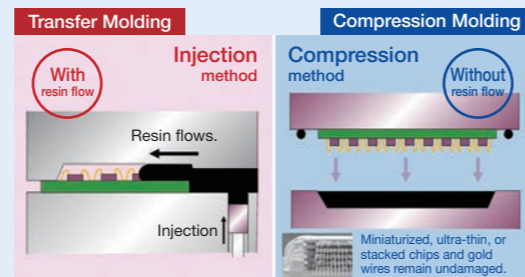 Transfer Molding
With
resin flow
Injection
method
Resin flows.
Injection
Compression Molding
Compression
method
Without
resin flow
Miniaturized, ultra-thin, or
stacked chips and gold
wires remain undamaged.